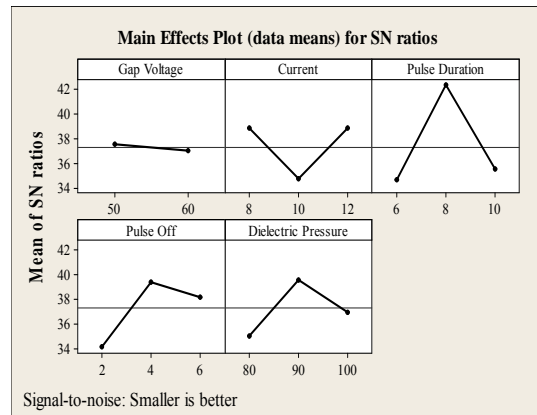 Main Effects Plot (data means) for SN ratios
Gap Voltage Current Pulse Duration
42
40
38
36
34
50 60 8 10 12 6 8 10
Pulse Off Dielectric Pressure
42
40
38
36
34
2 4 6 80 90 100
Mean of SN ratios
Signal-to-noise: Smaller is better